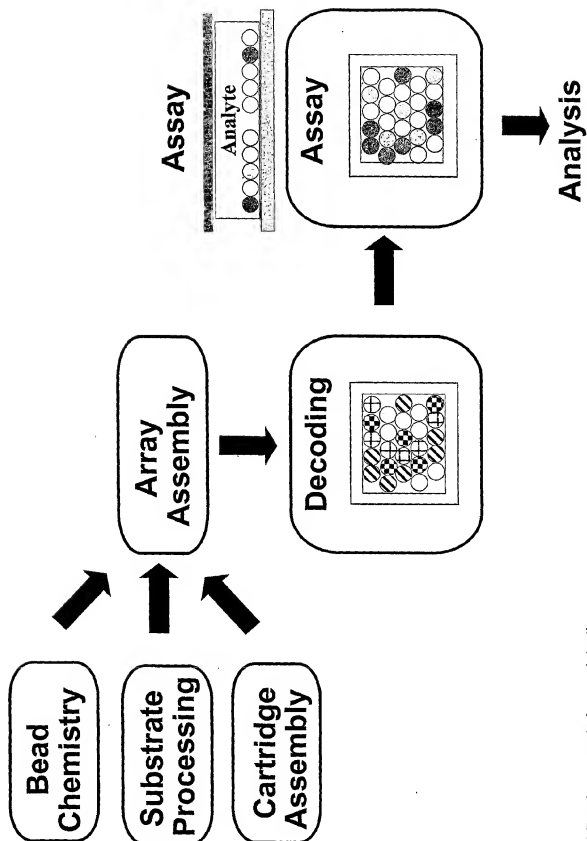 Bead
Chemistry
Substrate
Processing
Cartridge
Assembly
Array
Assembly
Decoding
Assay
Analyte
Assay
Analysis